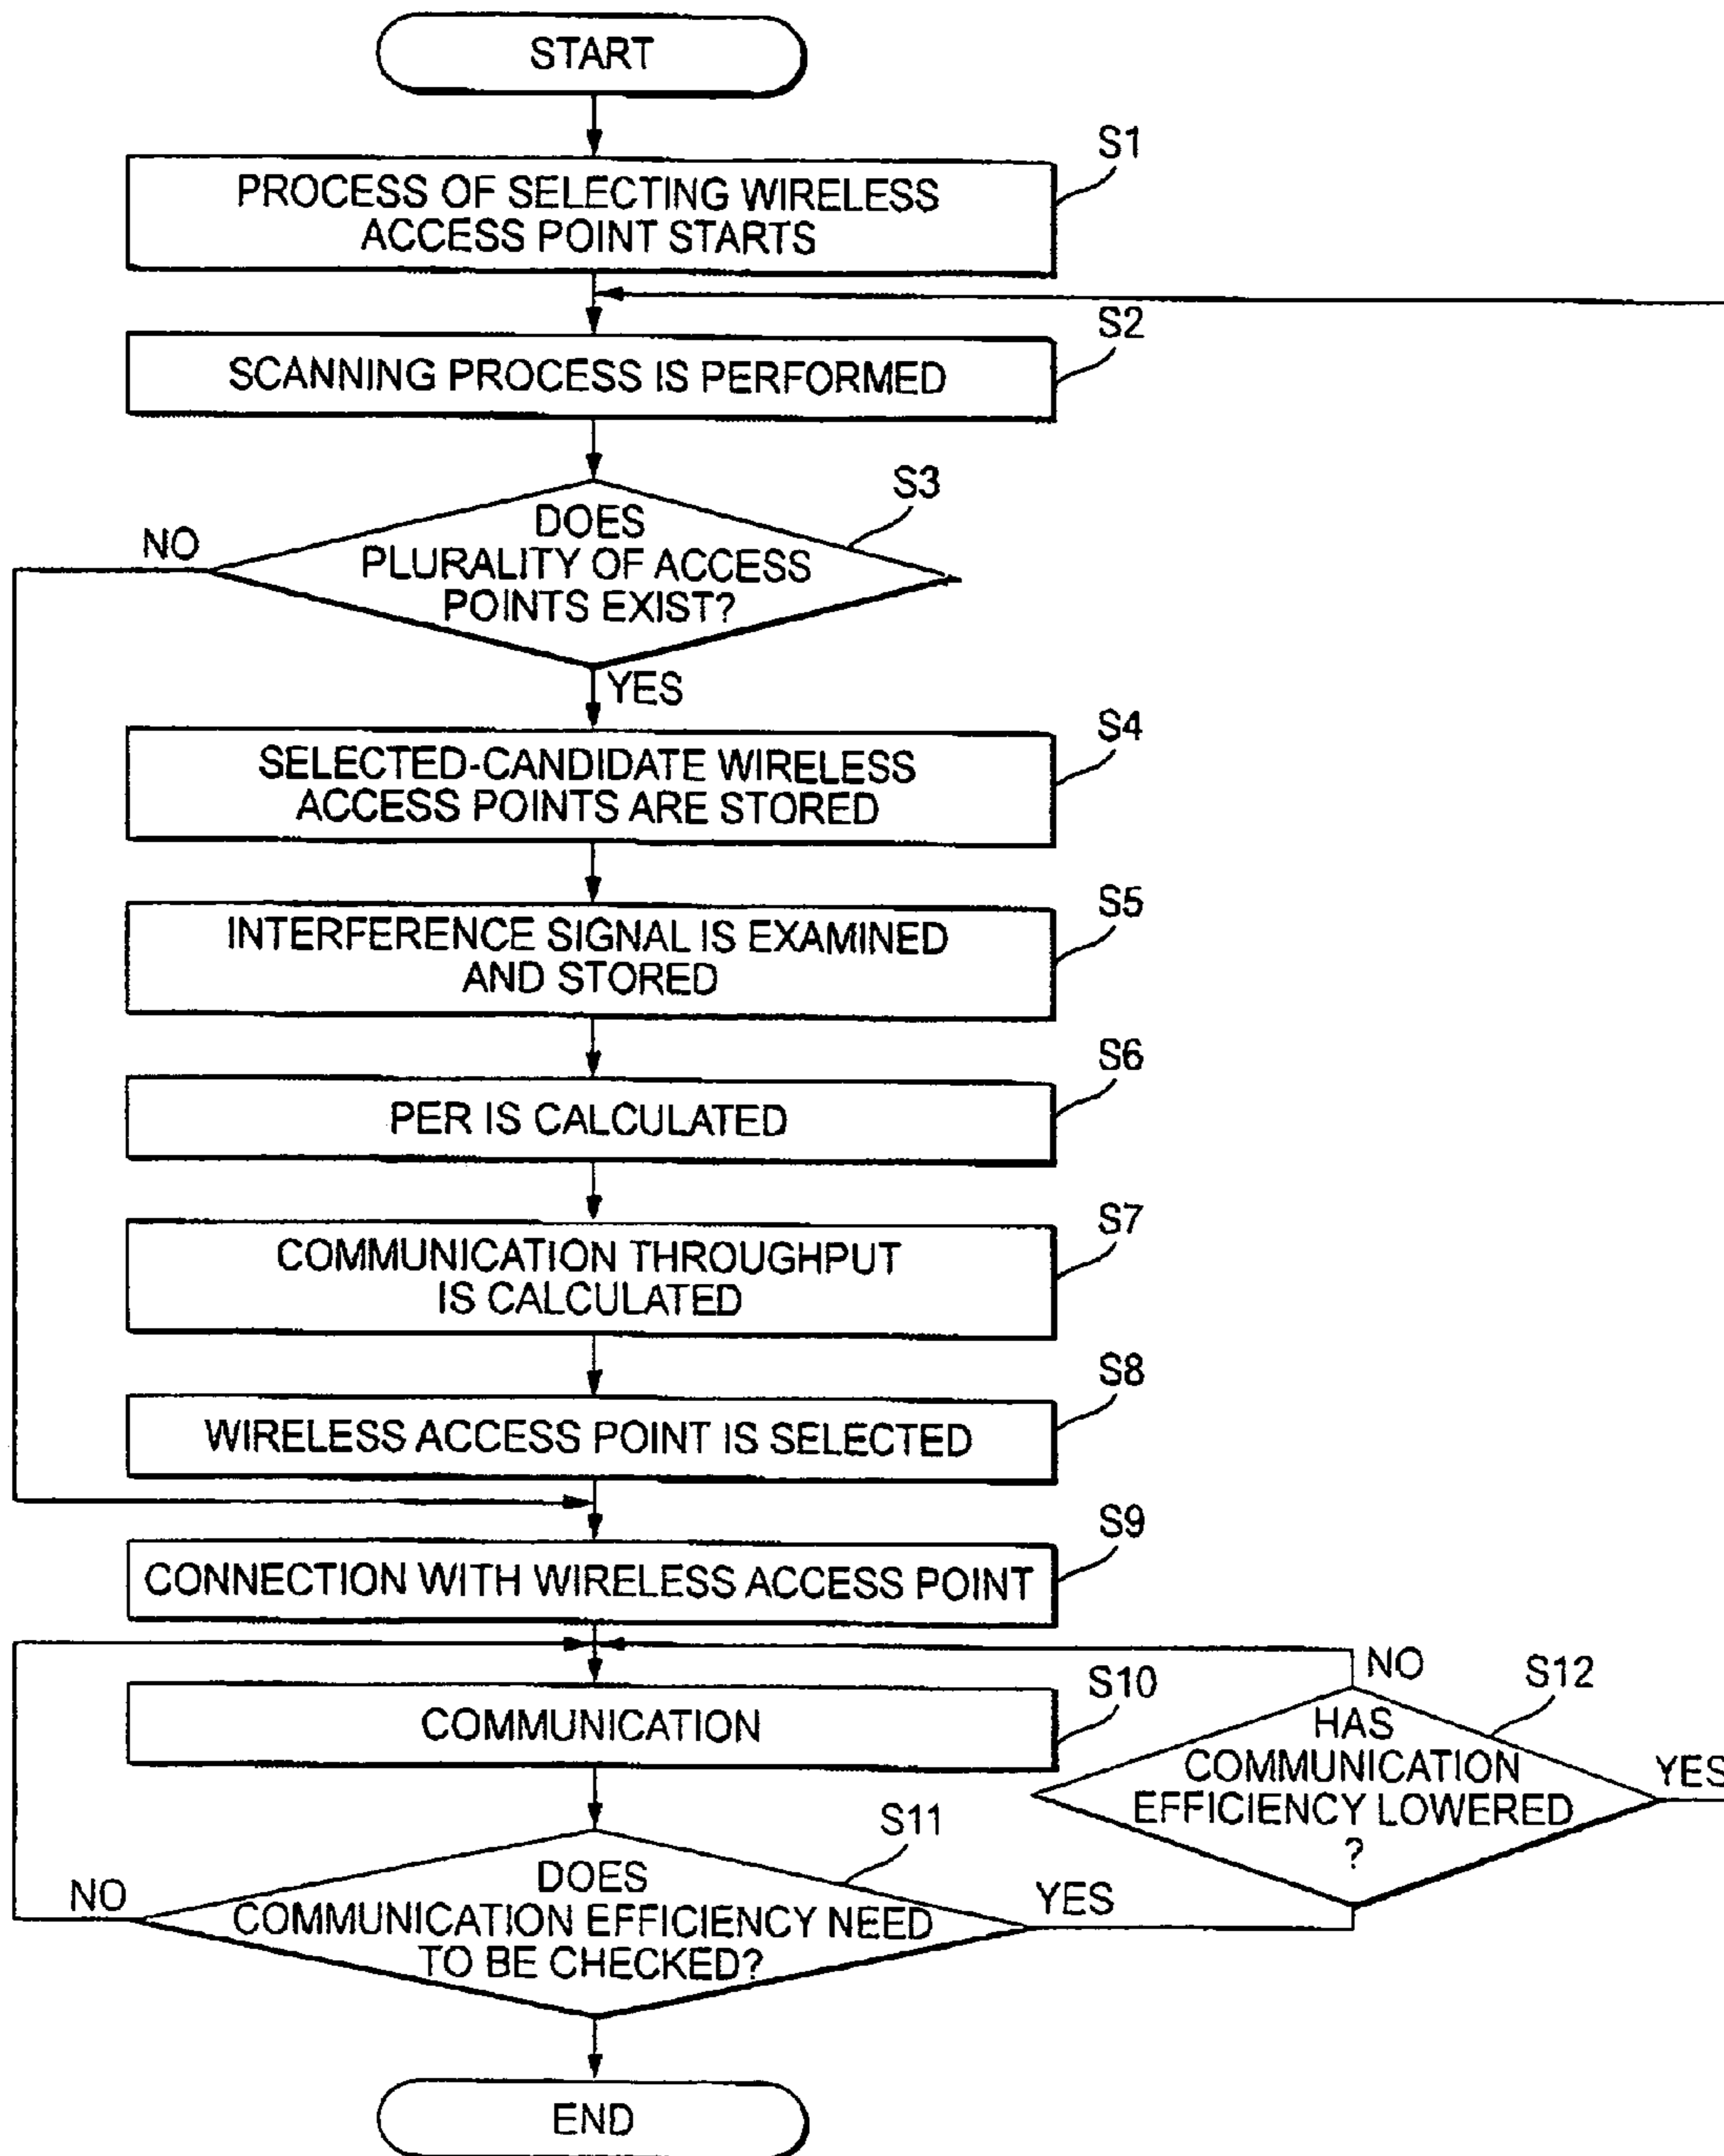 START
S1
PROCESS OF SELECTING WIRELESS
ACCESS POINT STARTS
S2
SCANNING PROCESS IS PERFORMED
S3
DOES
PLURALITY OF ACCESS
POINTS EXIST?
NO
YES
S4
SELECTED-CANDIDATE WIRELESS
ACCESS POINTS ARE STORED
S5
INTERFERENCE SIGNAL IS EXAMINED
AND STORED
S6
PER IS CALCULATED
S7
COMMUNICATION THROUGHPUT
IS CALCULATED
S8
WIRELESS ACCESS POINT IS SELECTED
S9
CONNECTION WITH WIRELESS ACCESS POINT
S10
COMMUNICATION
NO
S12
HAS
COMMUNICATION
EFFICIENCY LOWERED
?
YES
S11
DOES
COMMUNICATION EFFICIENCY NEED
TO BE CHECKED?
NO
YES
END